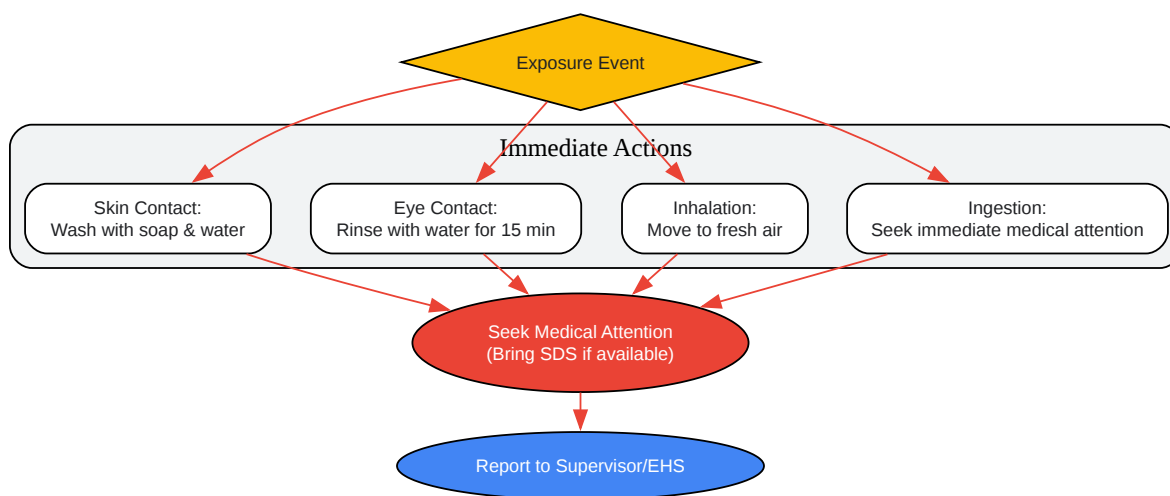 Exposure Event
Immediate Actions
Skin Contact:
Wash with soap & water
Eye Contact:
Rinse with water for 15 min
Inhalation:
Move to fresh air
Ingestion:
Seek immediate medical attention
Seek Medical Attention
(Bring SDS if available)
Report to Supervisor/EHS